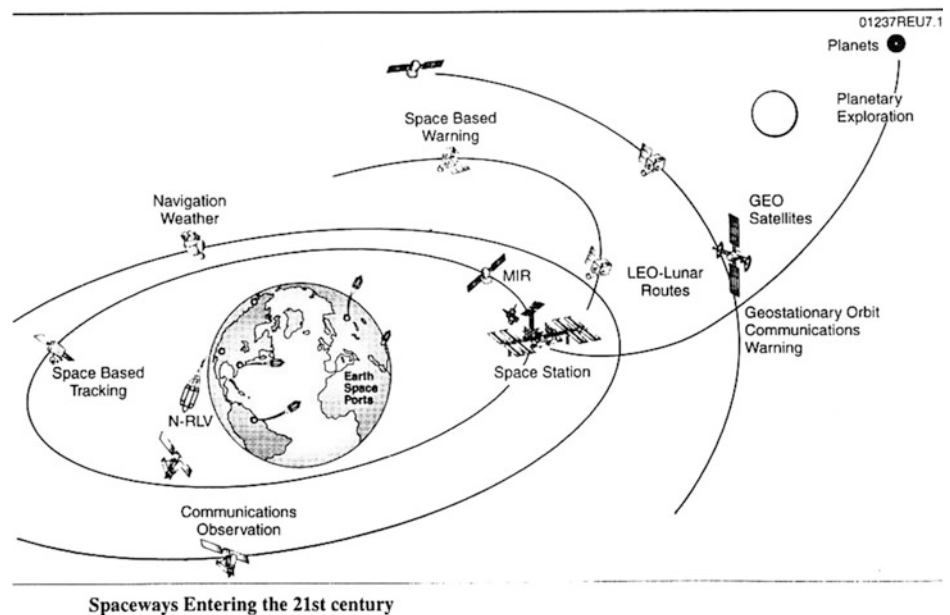 01237REU7.1
Planets
Planetary
Exploration
Space Based
Warning
Navigation
Weather
GEO
Satellites
MIR
LEO-Lunar
Routes
Geostationary Orbit
Communications
Warning
Space Station
Space Based
Tracking
Earth
Space
Ports
N-RLV
Communications
Observation
Spaceways Entering the 21st century